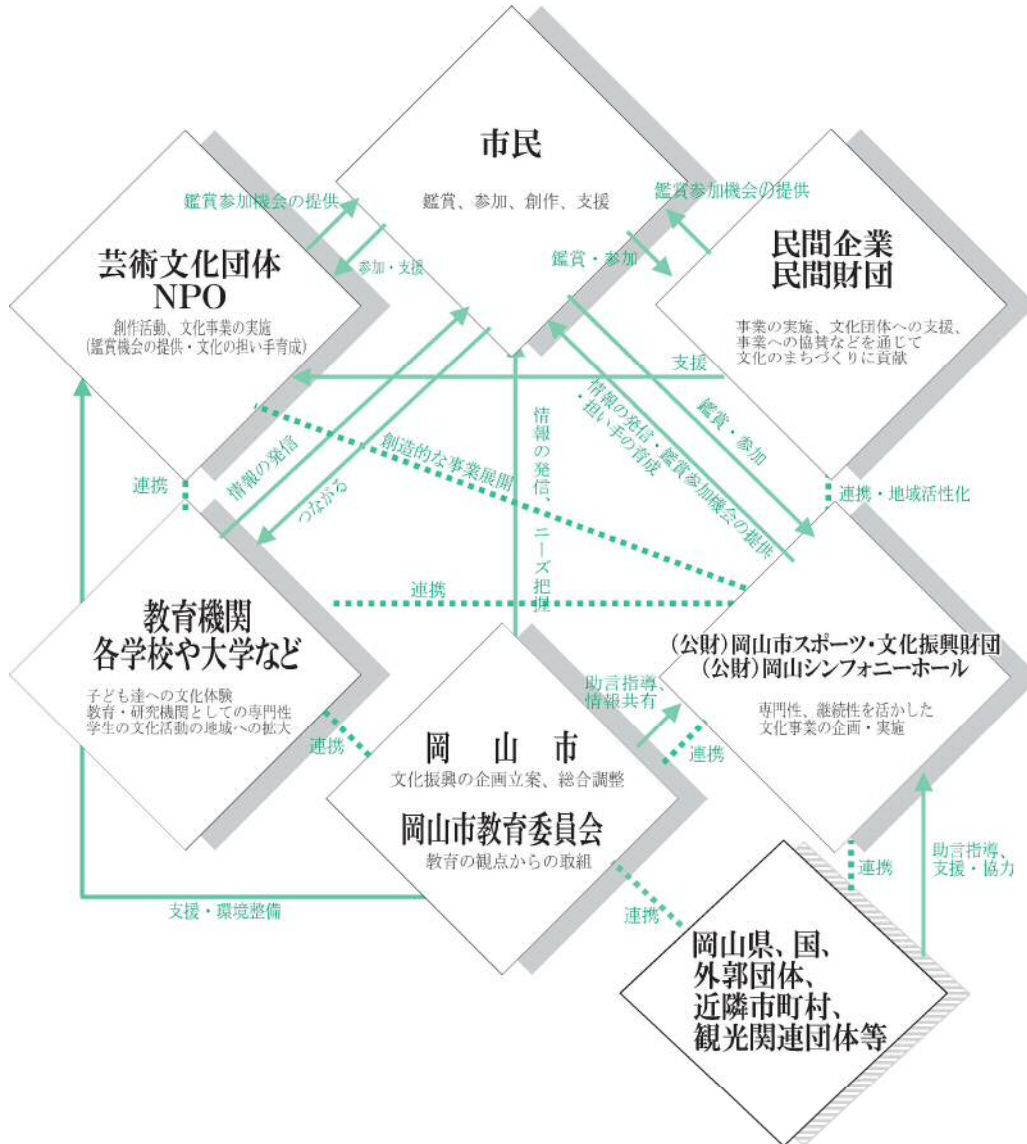 市民
鑑賞、参加、創作、支援
鑑賞参加機会の提供
鑑賞参加機会の提供
芸術文化団体
NPO
創作活動、文化事業の実施
(鑑賞機会の提供・文化の担い手育成)
参加・支援
鑑賞・参加
民間企業
民間財団
事業の実施、文化団体への支援、
事業への協賛などを通じて
文化のまちづくりに貢献
支援
連携
情報の発信
つながる
創造的な事業展開
情報の発信、ニーズ把握
情報の発信・鑑賞参加機会の提供
・担い手の育成
鑑賞・参加
連携・地域活性化
連携
教育機関
各学校や大学など
子ども達への文化体験
教育・研究機関としての専門性
学生の文化活動の地域への拡大
(公財)岡山市スポーツ・文化振興財団
(公財)岡山シンフォニーホール
専門性、継続性を活かした
文化事業の企画・実施
助言指導、
情報共有
連携
連携
岡山市
文化振興の企画立案、総合調整
岡山市教育委員会
教育の観点からの取組
支援・環境整備
連携
連携
助言指導、
支援・協力
岡山県、国、
外郭団体、
近隣市町村、
観光関連団体等